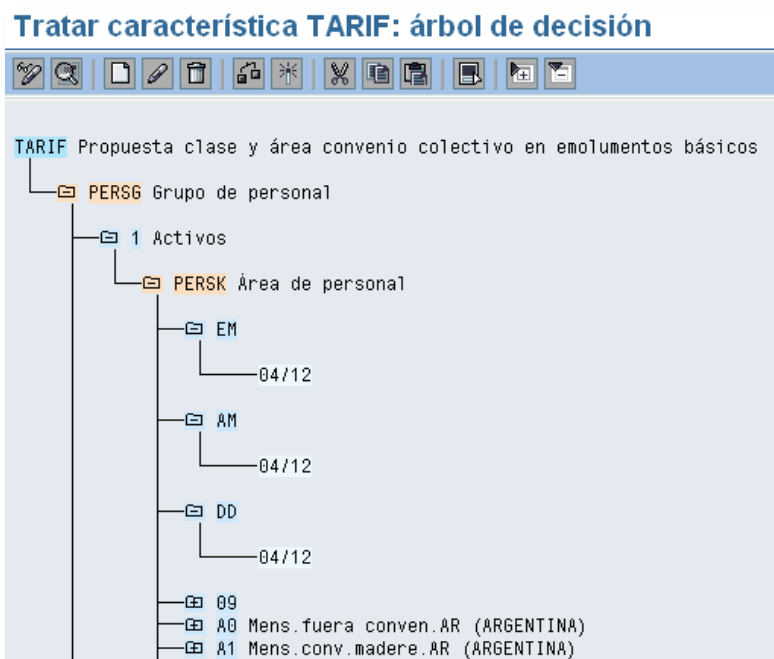 Tratar característica TARIF: árbol de decisión
TARIF Propuesta clase y área convenio colectivo en emolumentos básicos
PERSG Grupo de personal
1 Activos
PERSK Área de personal
EM
04/12
AM
04/12
DD
04/12
09
A0 Mens.fuera conven.AR (ARGENTINA)
A1 Mens.conv.madere.AR (ARGENTINA)